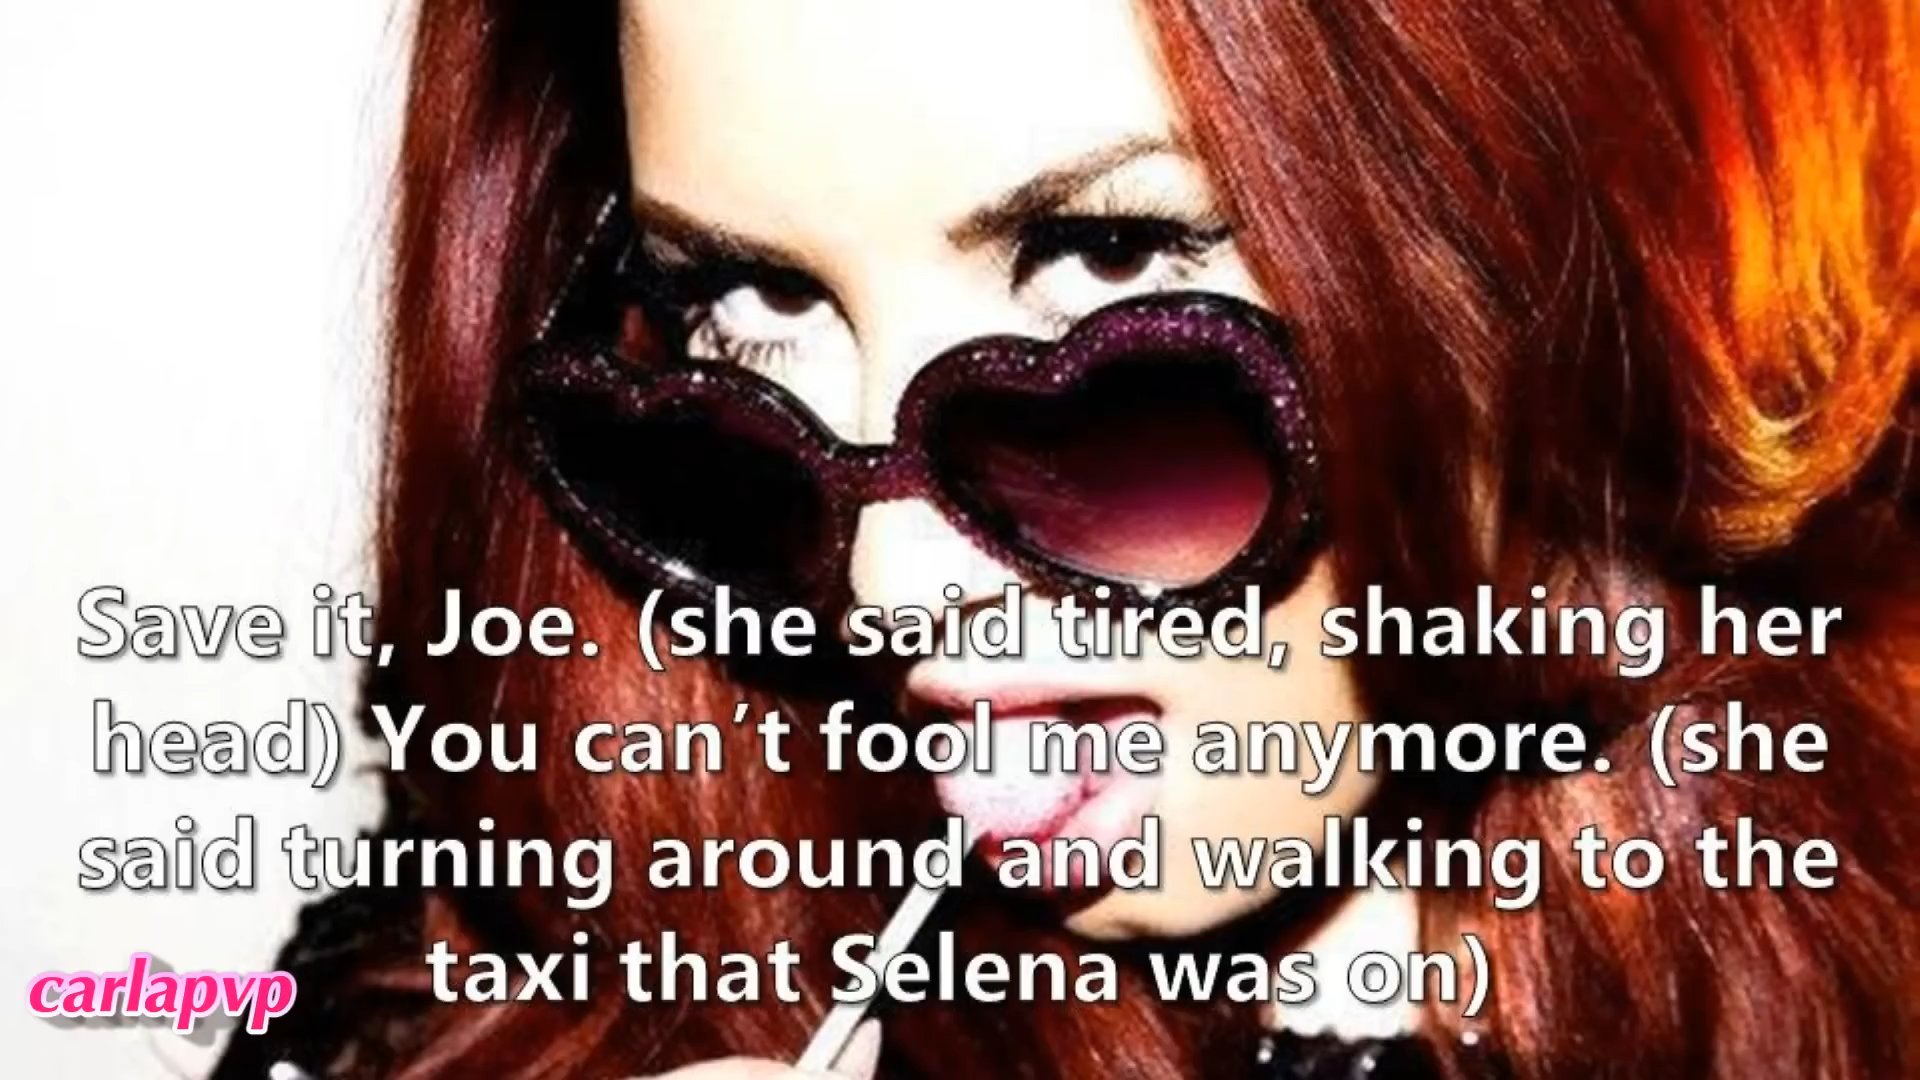 Save it, Joe. (she said tired, shaking her
head) You can't fool me anymore. (she
said turning around and walking to the
taxi that Selena was on)
carlapvp